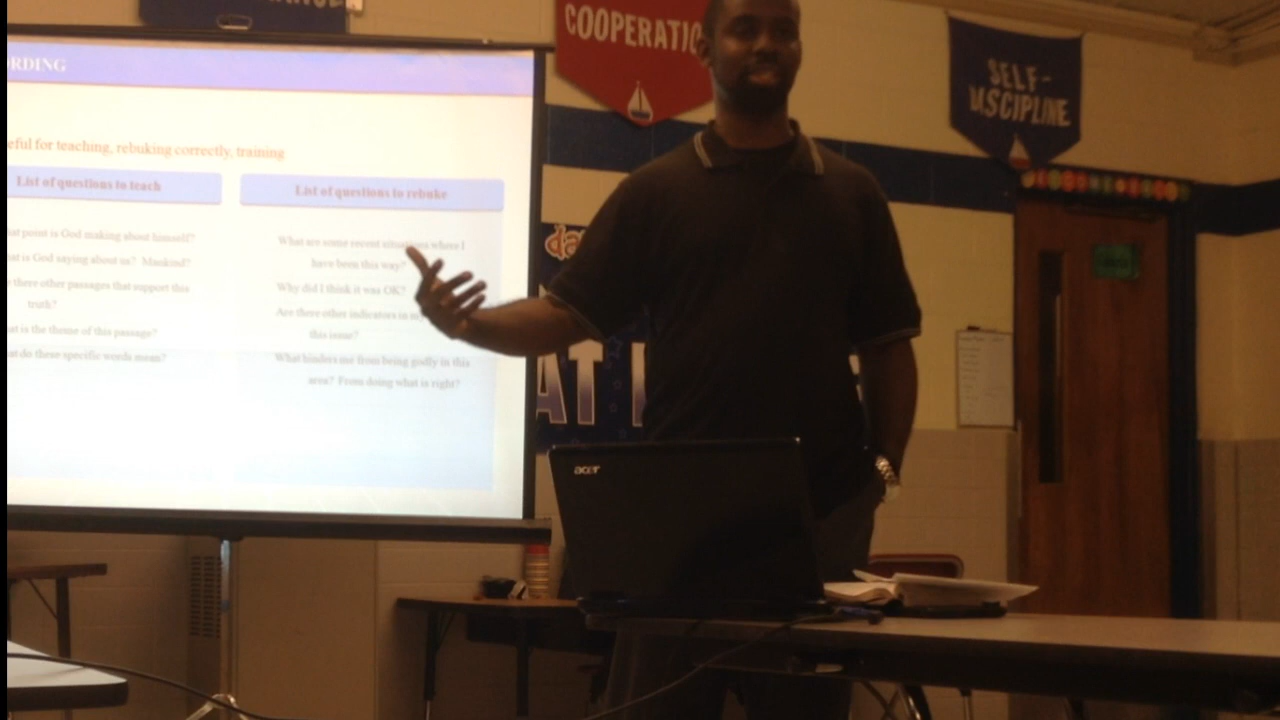 COOPERATIO
SELF-
DISCIPLINE
RDING
eful for teaching, rebuking correctly, training
List of questions to teach
at point is God making about himself?
at is God saying about us? Mankind?
there other passages that support this
truth?
at is the theme of this passage?
at do these specific words mean?
List of questions to rebuke
What are some recent situations where I
have been this way?
Why did I think it was OK?
Are there other indicators in
this issue?
What hinders me from being godly in this
area? From doing what is right?
AT
acer